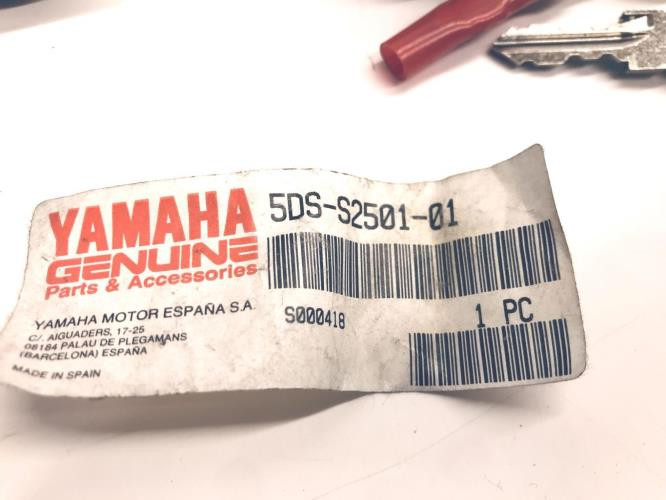 YAMAHA
GENUINE
Parts & Accessories
YAMAHA MOTOR ESPAÑA S.A.
C/. AIGUADERS, 17-25
08184 PALAU DE PLEGAMANS
(BARCELONA) ESPAÑA
MADE IN SPAIN
5DS-S2501-01
S000418
1 PC